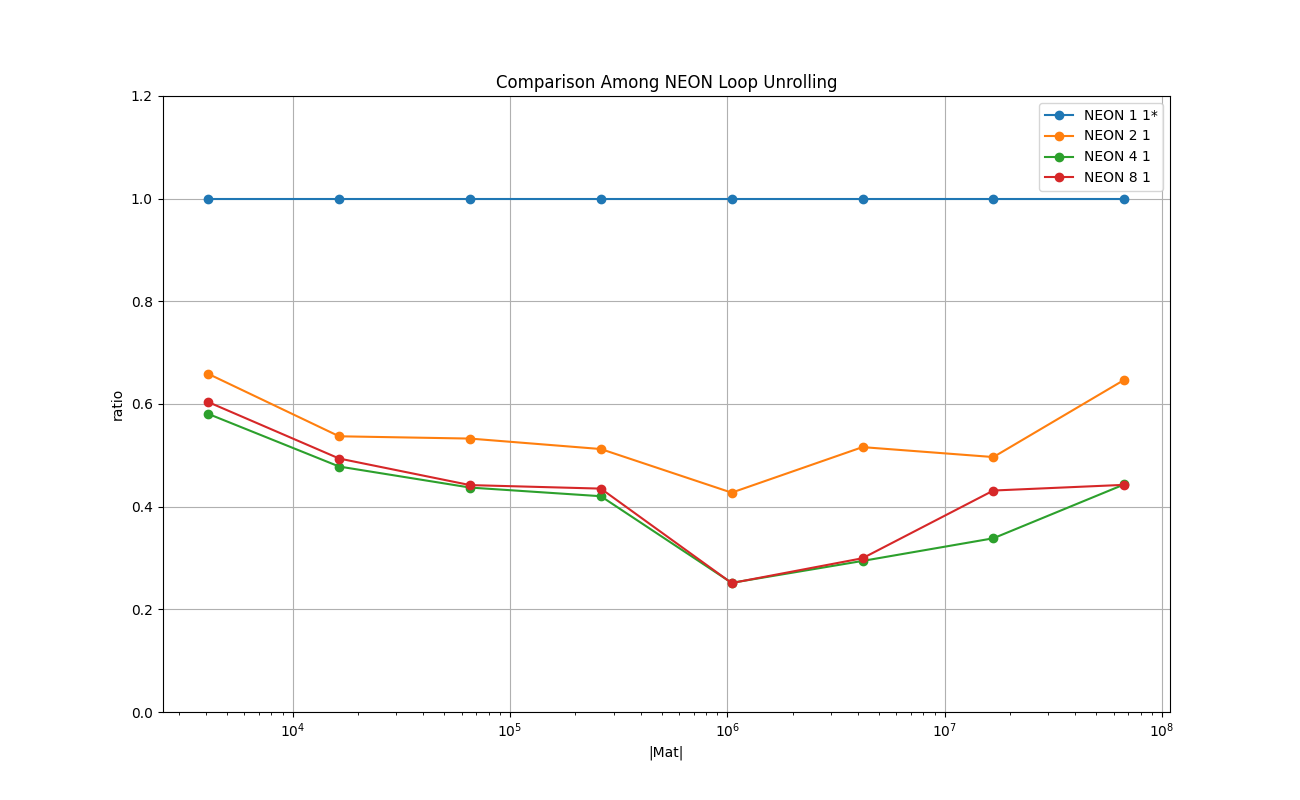 Comparison Among NEON Loop Unrolling
NEON 1 1*
NEON 2 1
NEON 4 1
NEON 8 1
ratio
1.2
1.0
0.8
0.6
0.4
0.2
0.0
10⁴ 10⁵ 10⁶ 10⁷ 10⁸
|Mat|